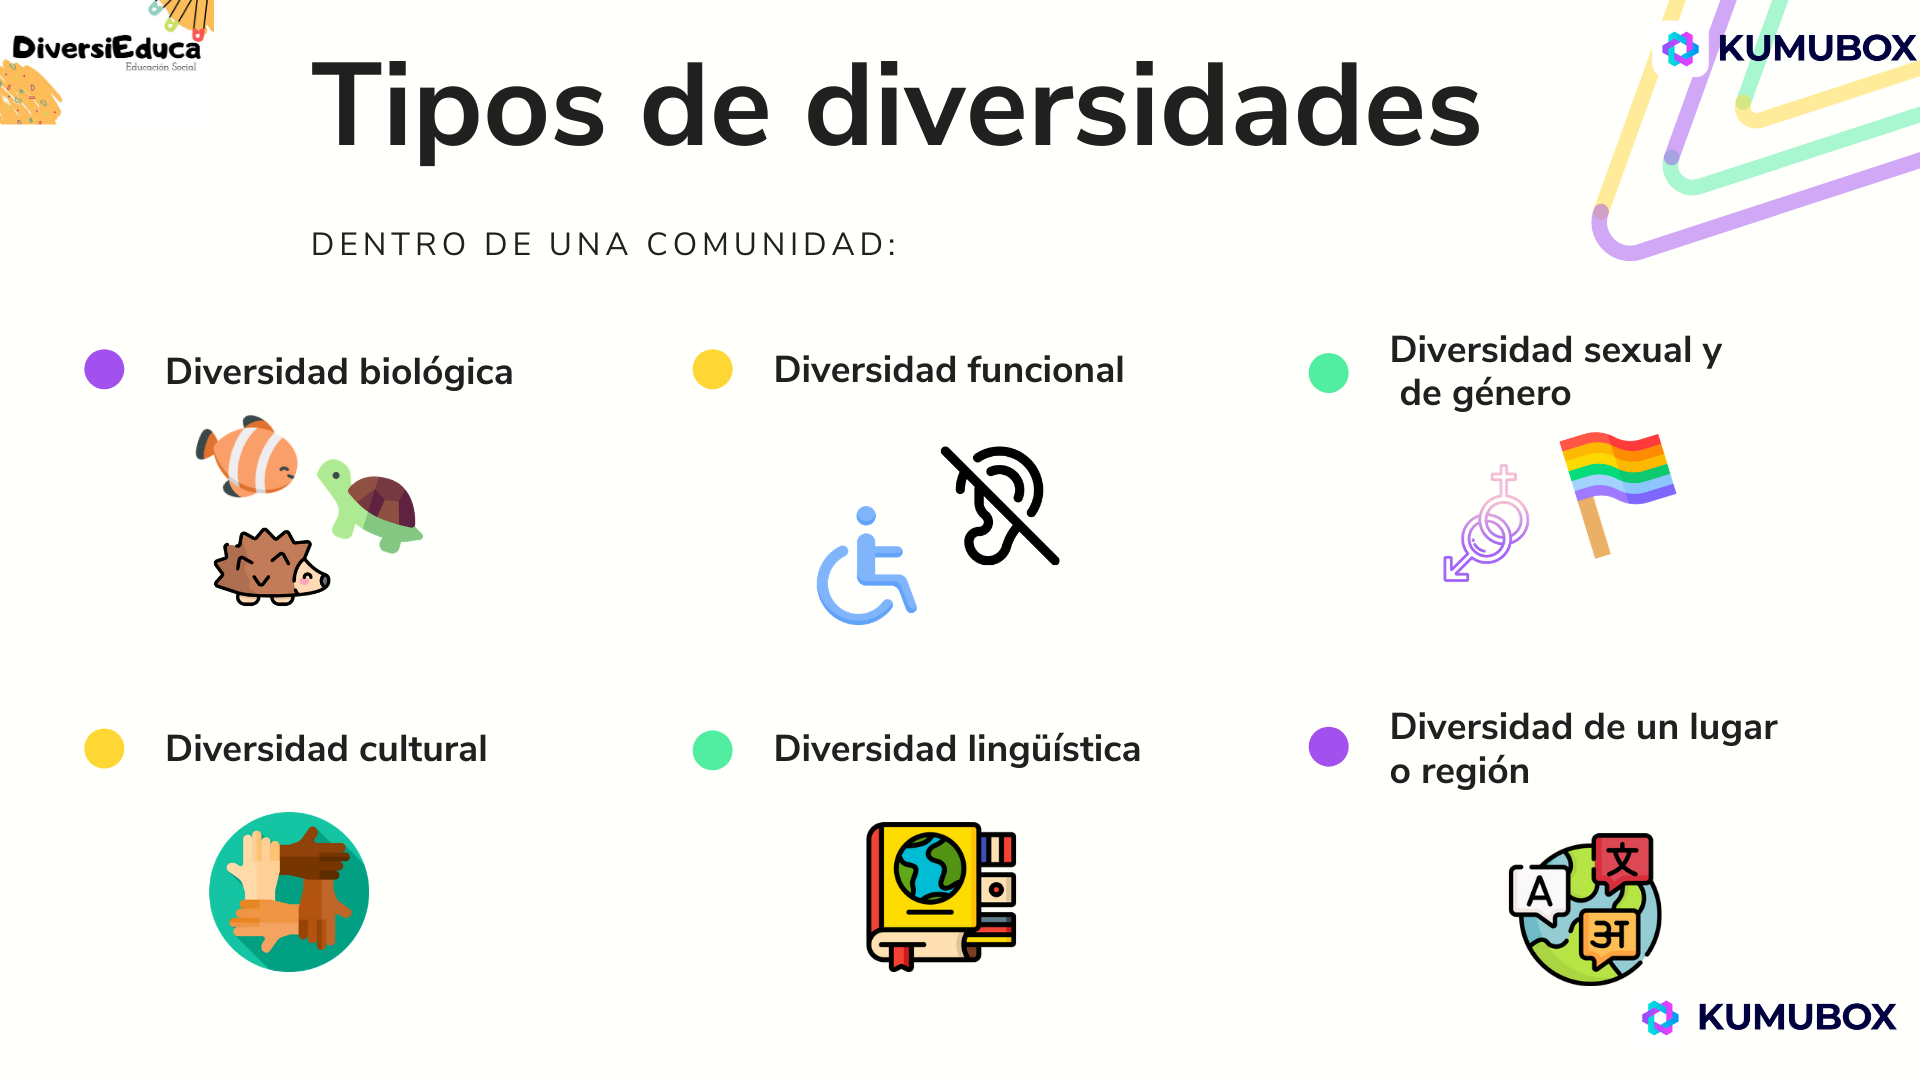 DiversiEduca
Educación Social
KUMUBOX
Tipos de diversidades
DENTRO DE UNA COMUNIDAD:
Diversidad biológica
Diversidad funcional
Diversidad sexual y
de género
Diversidad cultural
Diversidad lingüística
Diversidad de un lugar
o región
A
文
अ
KUMUBOX